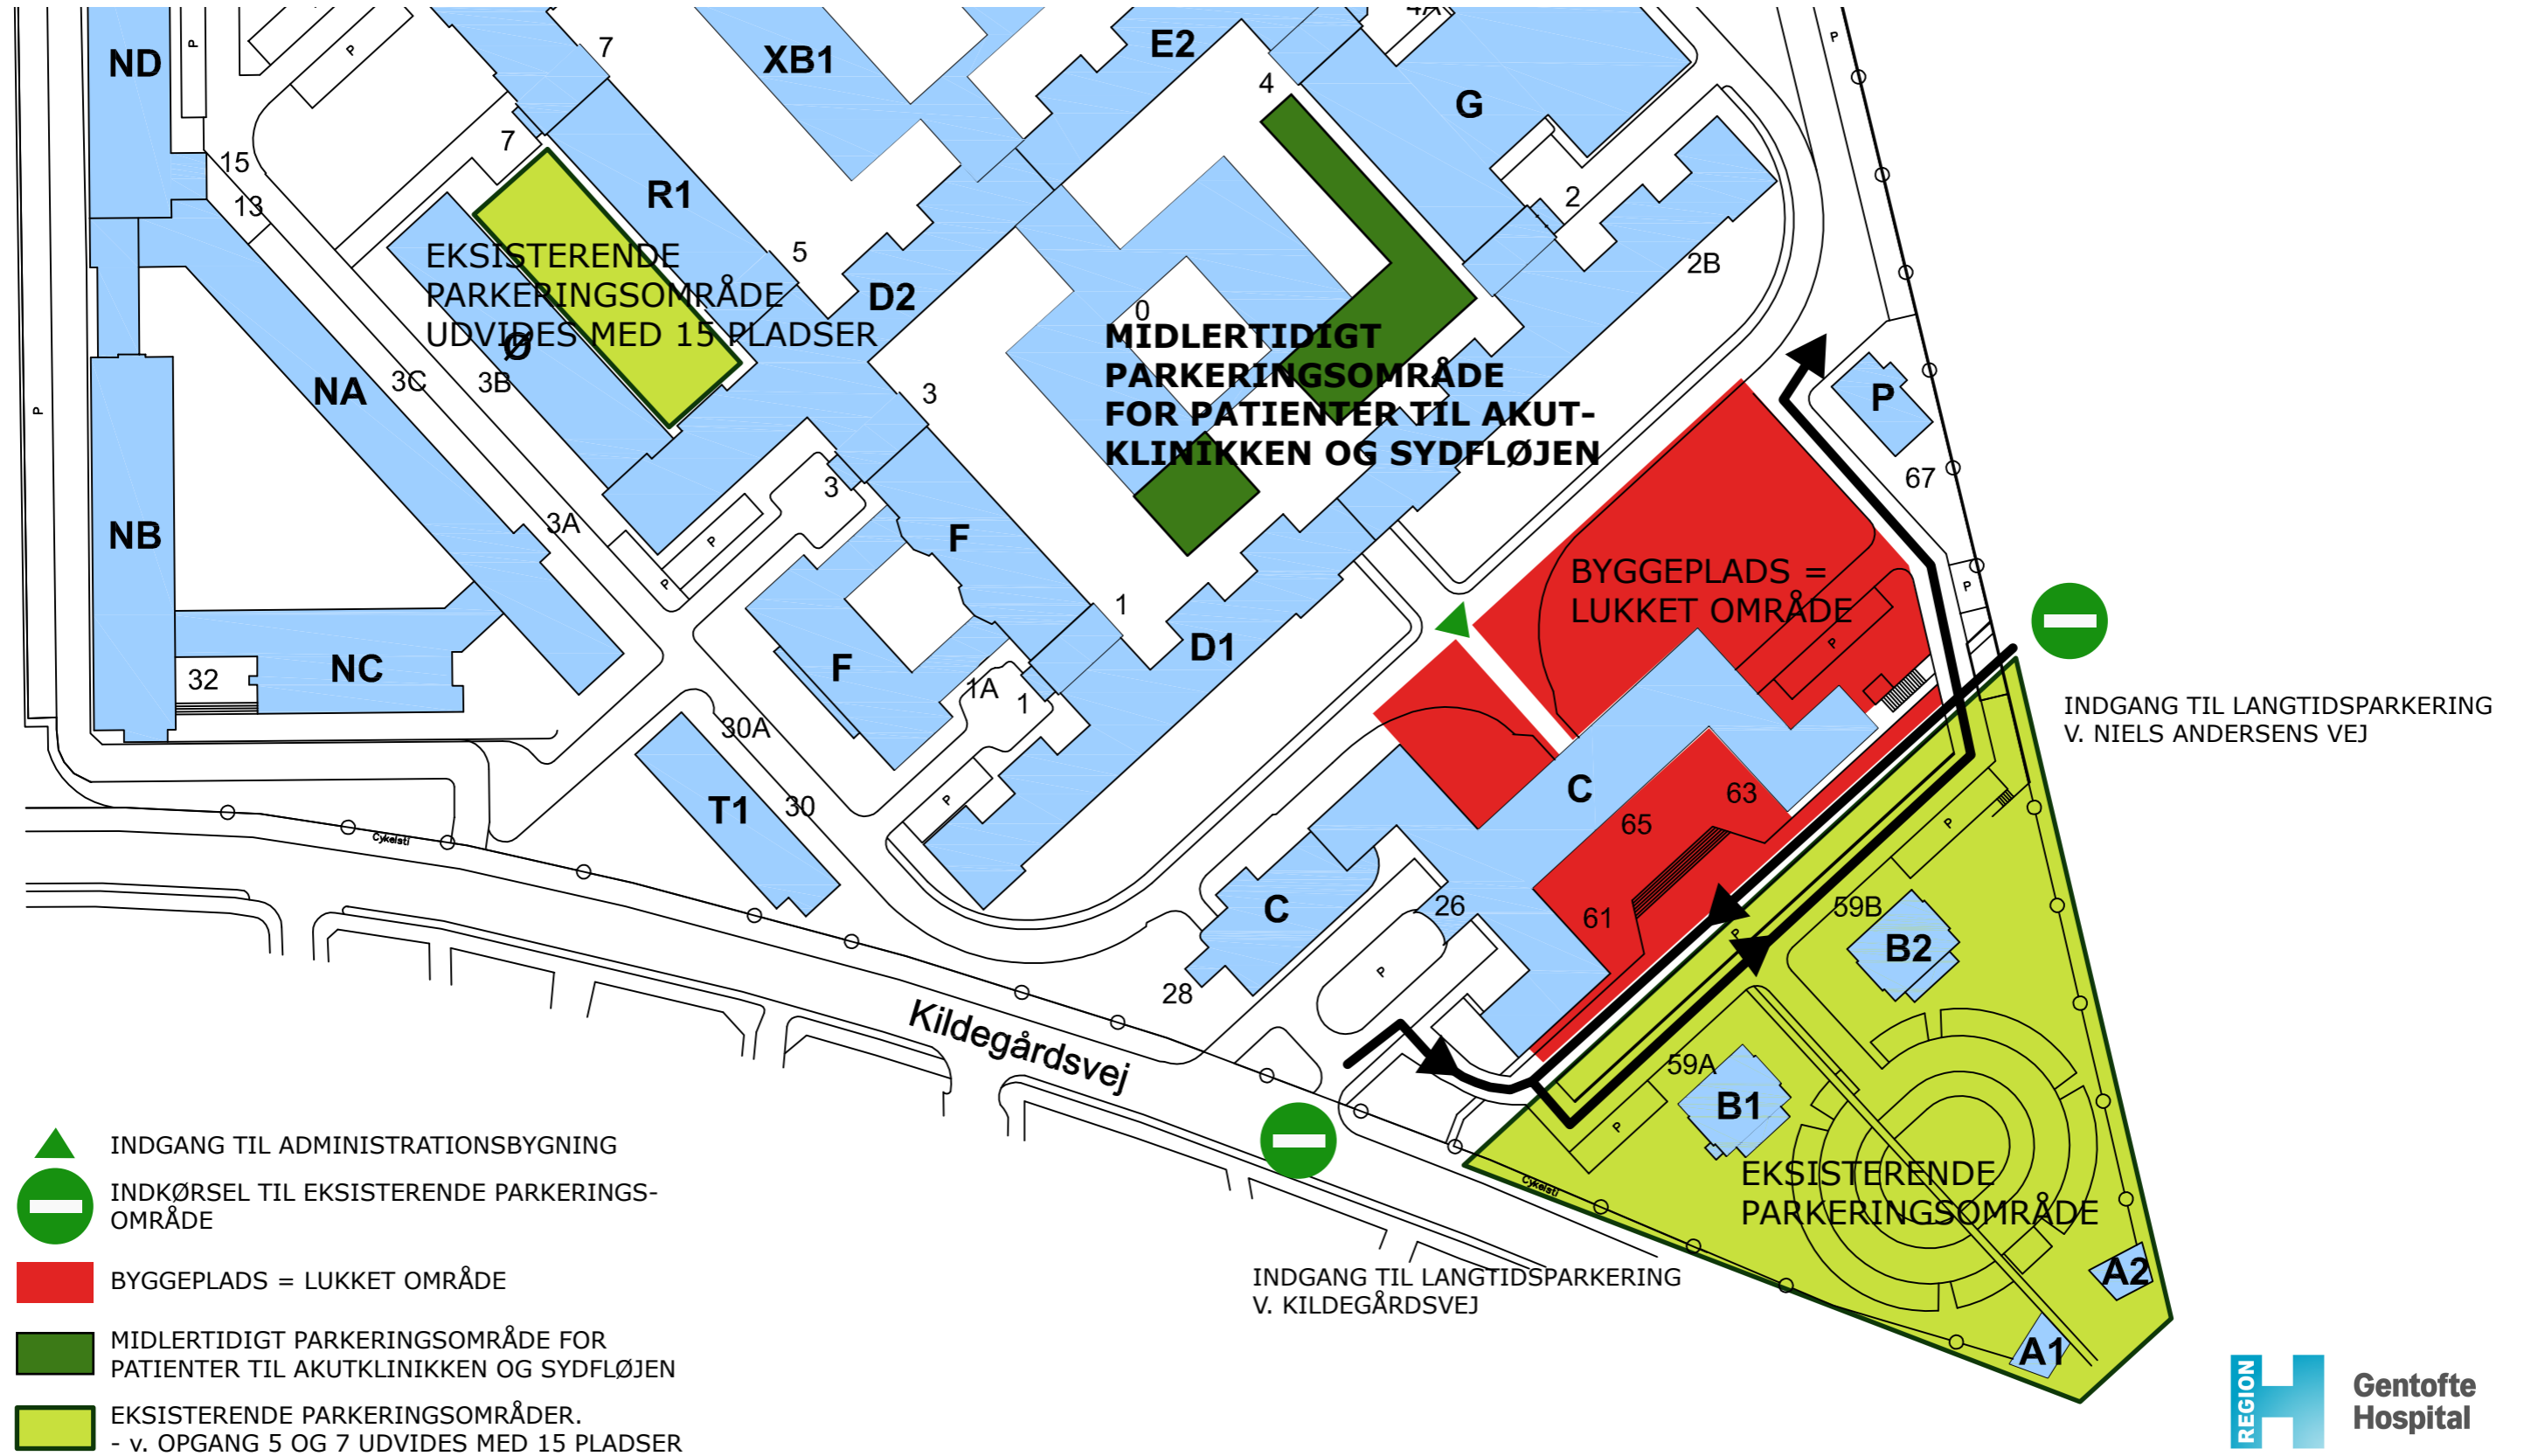 ND
P
P
7
XB1
E2
4
4A
G
P
7
15
13
R1
5
D2
2
2B
EKSISTERENDE
PARKERINGSOMRÅDE
UDVIDES MED 15 PLADSER
Ø
0
MIDLERTIDIGT
PARKERINGSOMRÅDE
FOR PATIENTER TIL AKUT-
KLINIKKEN OG SYDFLØJEN
NA
3C
3B
3
P
P
67
NB
3A
3
P
P
F
F
1
1A
1
D1
BYGGEPLADS =
LUKKET OMRÅDE
P
P
32
NC
30A
T1
30
P
INDGANG TIL LANGTIDSPARKERING
V. NIELS ANDERSENS VEJ
C
63
65
61
26
C
28
P
P
P
59B
B2
59A
B1
P
Cykelsti
Kildegårdsvej
Cykelsti
EKSISTERENDE
PARKERINGSOMRÅDE
A2
A1
INDGANG TIL LANGTIDSPARKERING
V. KILDEGÅRDSVEJ
INDGANG TIL ADMINISTRATIONSBYGNING
INDKØRSEL TIL EKSISTERENDE PARKERINGS-
OMRÅDE
BYGGEPLADS = LUKKET OMRÅDE
MIDLERTIDIGT PARKERINGSOMRÅDE FOR
PATIENTER TIL AKUTKLINIKKEN OG SYDFLØJEN
EKSISTERENDE PARKERINGSOMRÅDER.
- v. OPGANG 5 OG 7 UDVIDES MED 15 PLADSER
REGION
H
Gentofte
Hospital